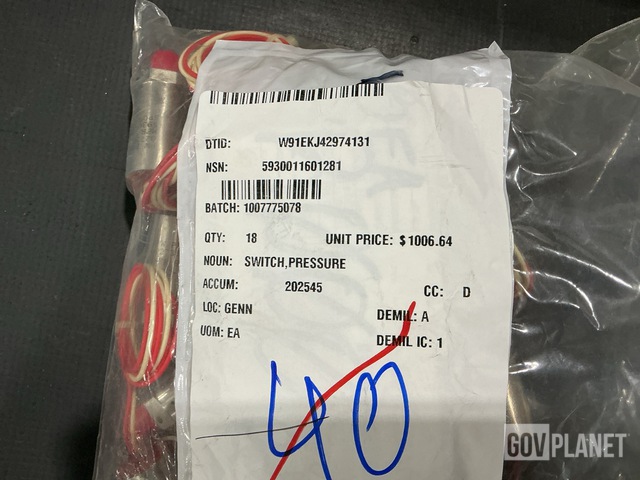 DTID: W91EKJ42974131
NSN: 5930011601281
BATCH: 1007775078
QTY: 18 UNIT PRICE: $1006.64
NOUN: SWITCH,PRESSURE
ACCUM: 202545
CC: D
LOC: GENN
DEMIL: A
UOM: EA
DEMIL IC: 1
40
GOVPLANET